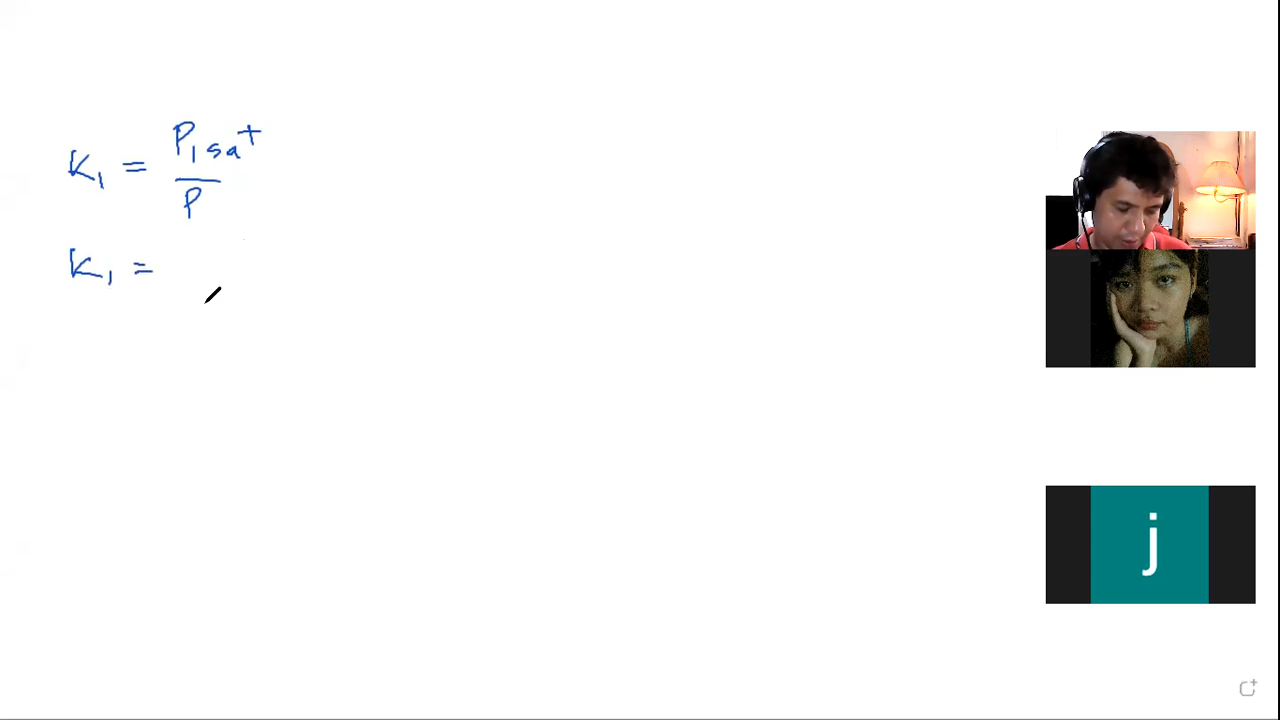 K₁ = P₁sat
P
K₁ =
j